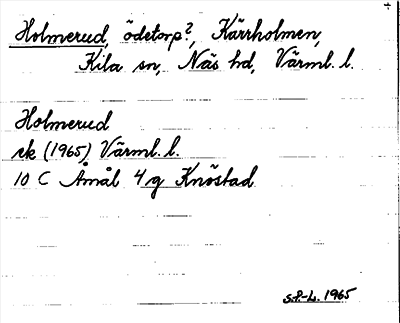 Holmerud, ödetorp?, Kärrholmen,
Kila sn, Näs hd, Värml. l.
Holmerud
ek (1965) Värml. l.
10 C Åmål 4 g Knöstad
S.P.-L. 1965